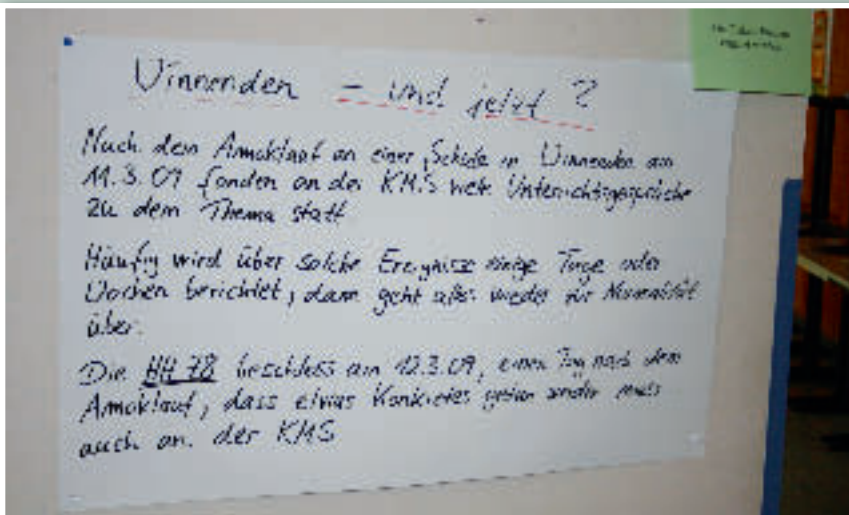 Winnenden – und jetzt?
Nach dem Amoklauf an einer Schule in Winnenden am
11.3.09 fanden an der KMS viele Unterrichtsgespräche
zu dem Thema statt
Häufig wird über solche Ereignisse einige Tage oder
Wochen berichtet, dann geht alles wieder zur Normalität
über.
Die HH 78 beschloss am 12.3.09, einen Tag nach dem
Amoklauf, dass etwas Konkretes getan werden muss
auch an der KMS